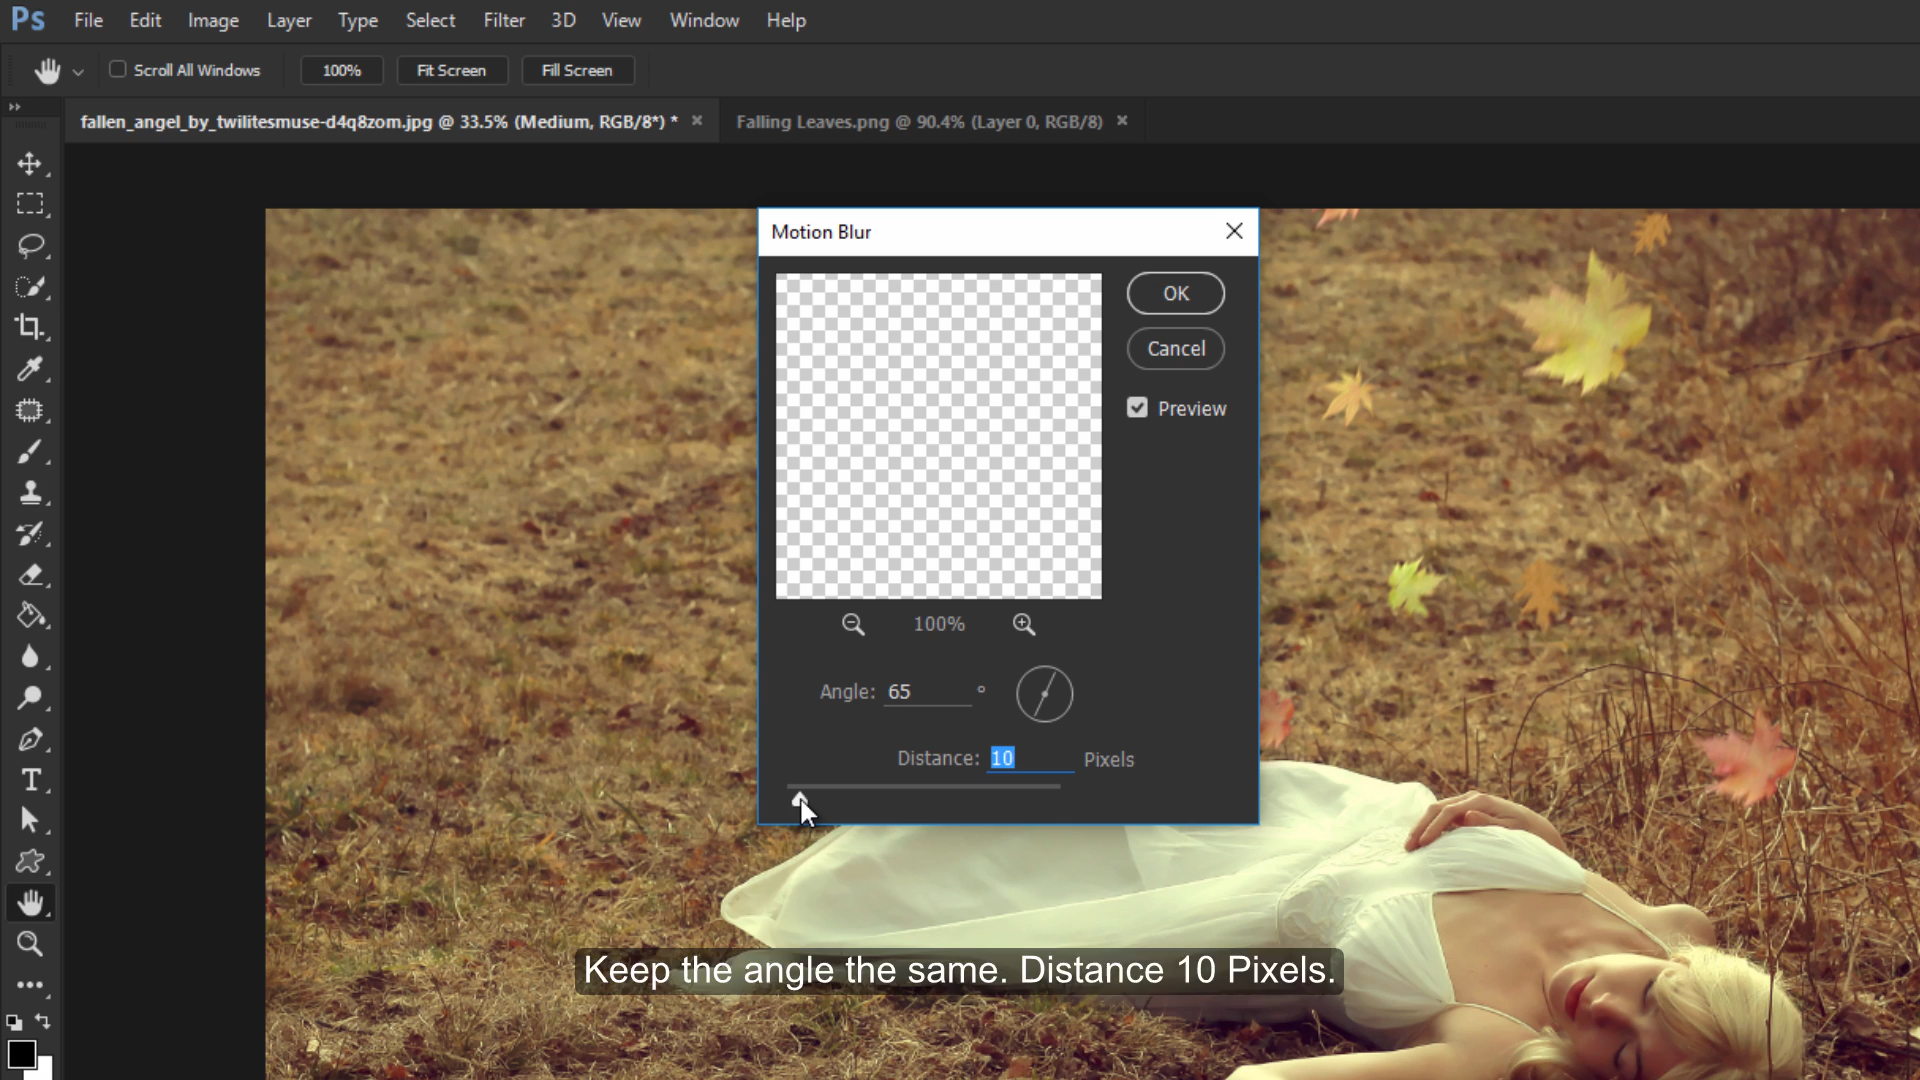 Ps File Edit Image Layer Type Select Filter 3D View Window Help
Scroll All Windows 100% Fit Screen Fill Screen
fallen_angel_by_twilitesmuse-d4q8zom.jpg @ 33.5% (Medium, RGB/8*) * × Falling Leaves.png @ 90.4% (Layer 0, RGB/8) ×
Motion Blur
OK
Cancel
Preview
100%
Angle: 65 °
Distance: 10 Pixels
Keep the angle the same. Distance 10 Pixels.